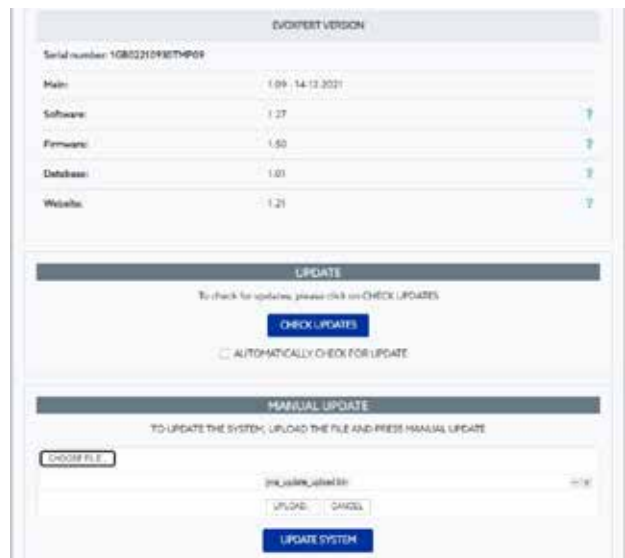 EVOXPERT VERSION
Serial number:
Main: 1.09 - 14.12.2021
Software: 1.27 ?
Firmware: 1.50 ?
Database: 1.01 ?
Website: 1.21 ?
UPDATE
To check for updates, please click on CHECK UPDATES
CHECK UPDATES
AUTOMATICALLY CHECK FOR UPDATE
MANUAL UPDATE
TO UPDATE THE SYSTEM, UPLOAD THE FILE AND PRESS MANUAL UPDATE
CHOOSE FILE...
UPLOAD CANCEL
UPDATE SYSTEM